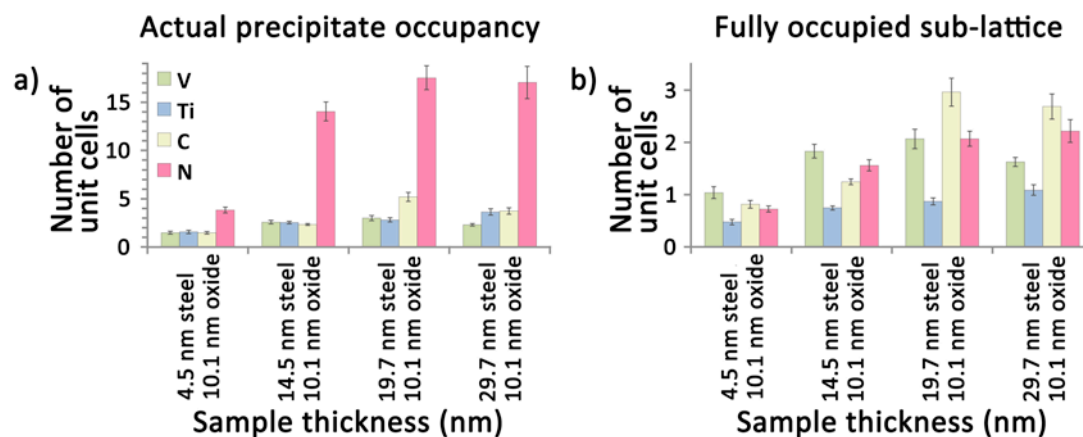 Actual precipitate occupancy
a)
Number of
unit cells
15
10
5
0
V
Ti
C
N
4.5 nm steel
10.1 nm oxide
14.5 nm steel
10.1 nm oxide
19.7 nm steel
10.1 nm oxide
29.7 nm steel
10.1 nm oxide
Sample thickness (nm)
Fully occupied sub-lattice
b)
Number of
unit cells
3
2
1
0
4.5 nm steel
10.1 nm oxide
14.5 nm steel
10.1 nm oxide
19.7 nm steel
10.1 nm oxide
29.7 nm steel
10.1 nm oxide
Sample thickness (nm)